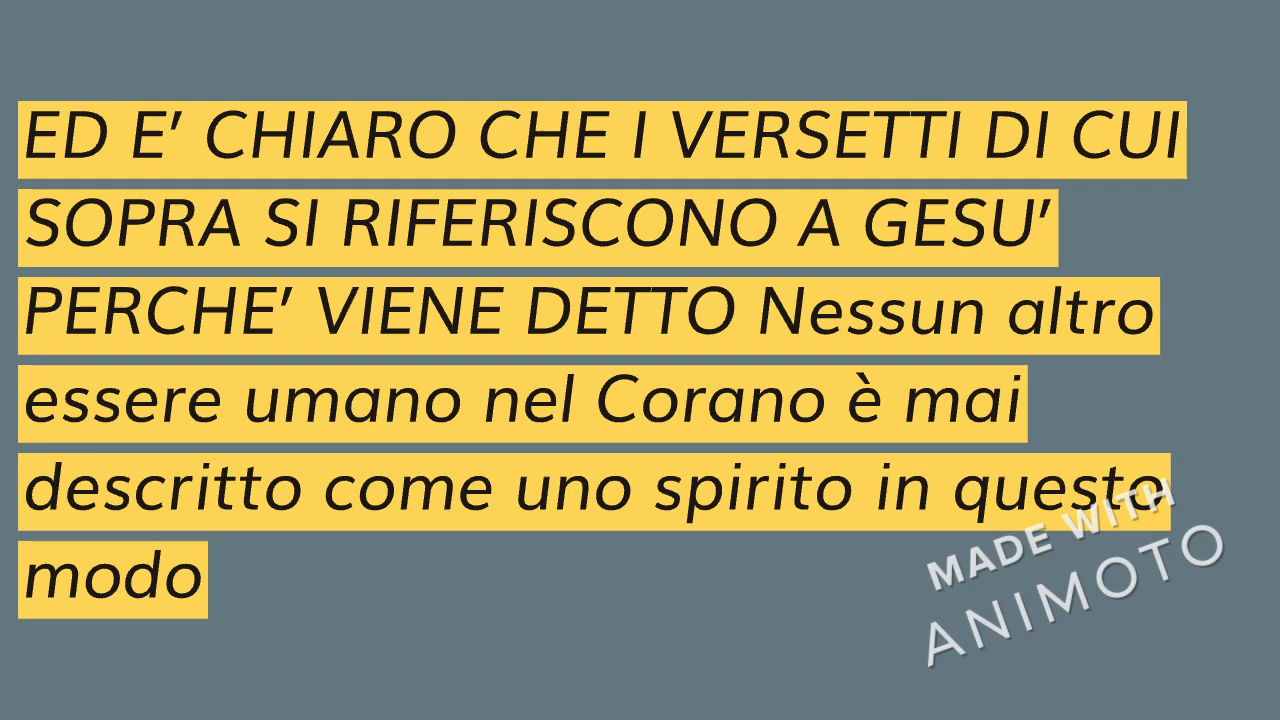 ED E’ CHIARO CHE I VERSETTI DI CUI
SOPRA SI RIFERISCONO A GESU’
PERCHE’ VIENE DETTO Nessun altro
essere umano nel Corano è mai
descritto come uno spirito in questo
modo
MADE WITH
ANIMOTO